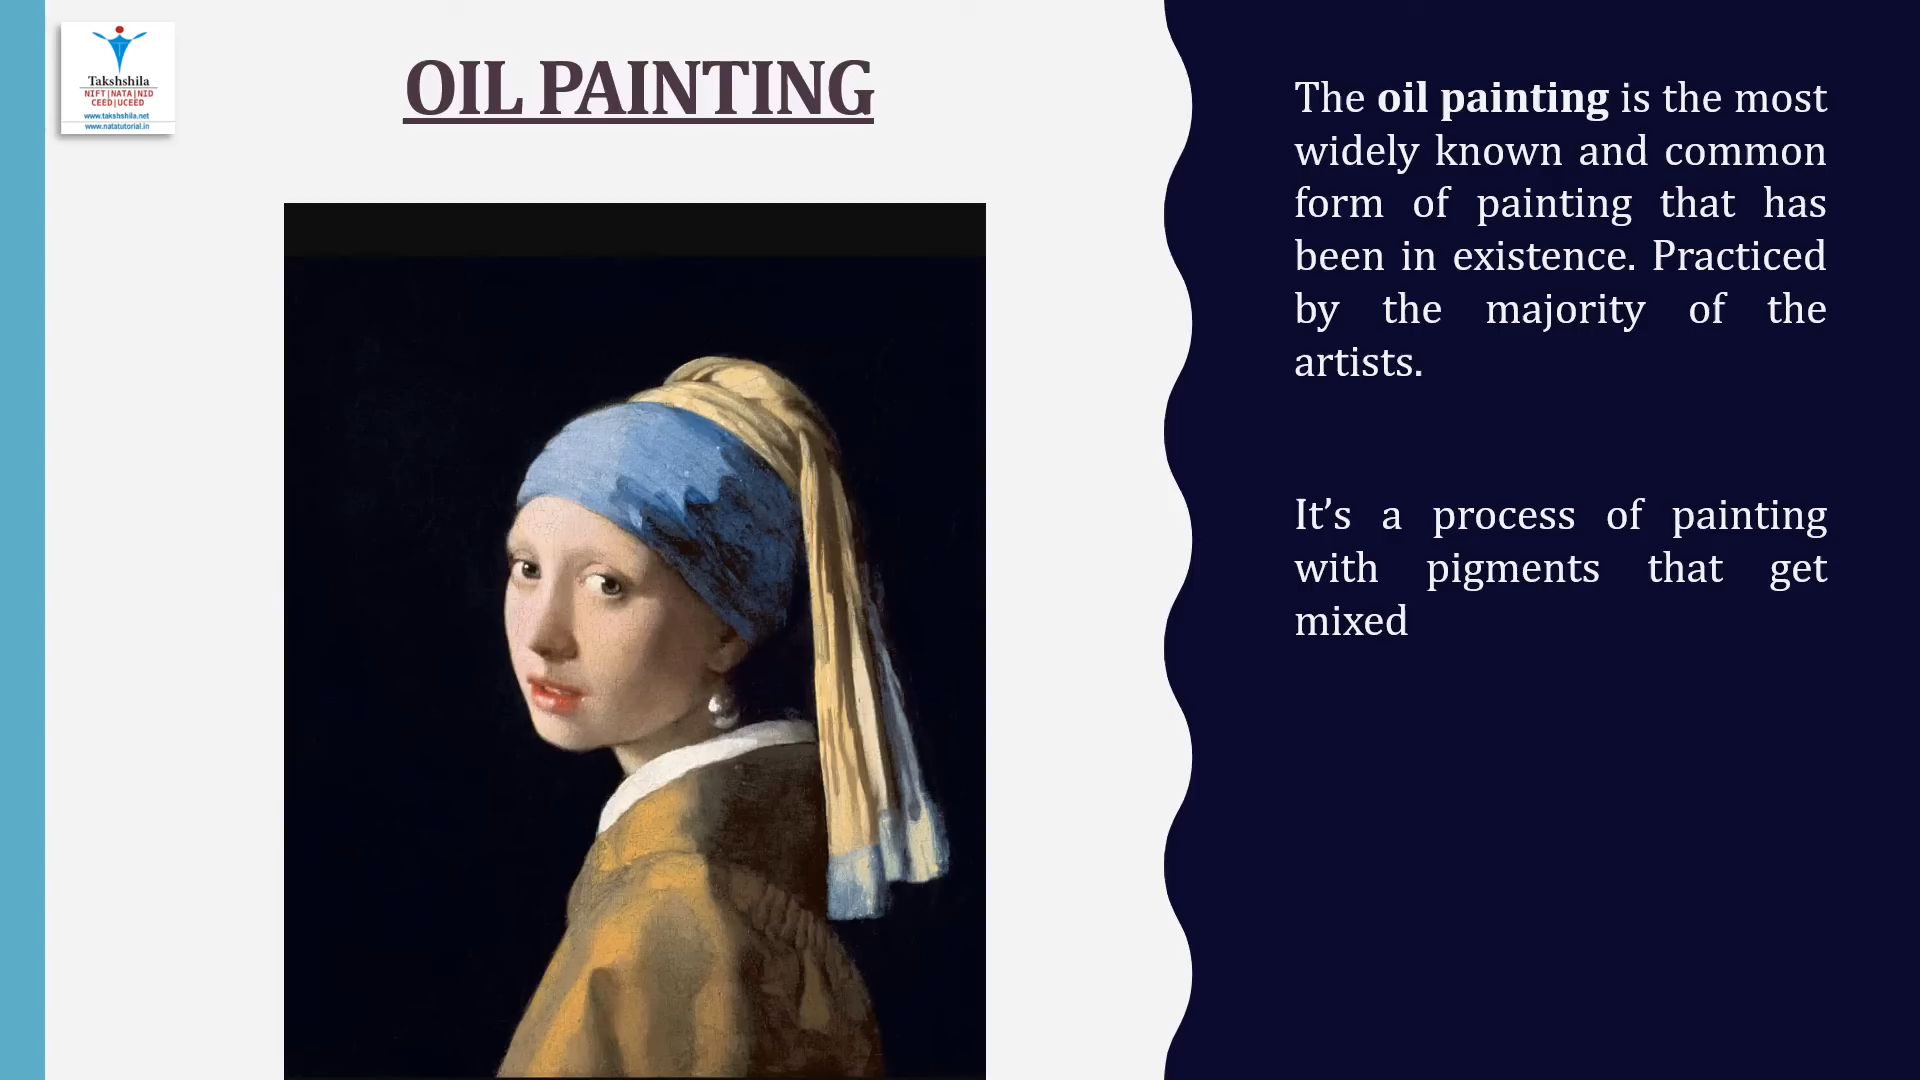 Takshshila
NIFT|NATA|NID
CEED|UCEED
www.takshshila.net
www.natatutorial.in
OIL PAINTING
The oil painting is the most
widely known and common
form of painting that has
been in existence. Practiced
by the majority of the
artists.
It’s a process of painting
with pigments that get
mixed